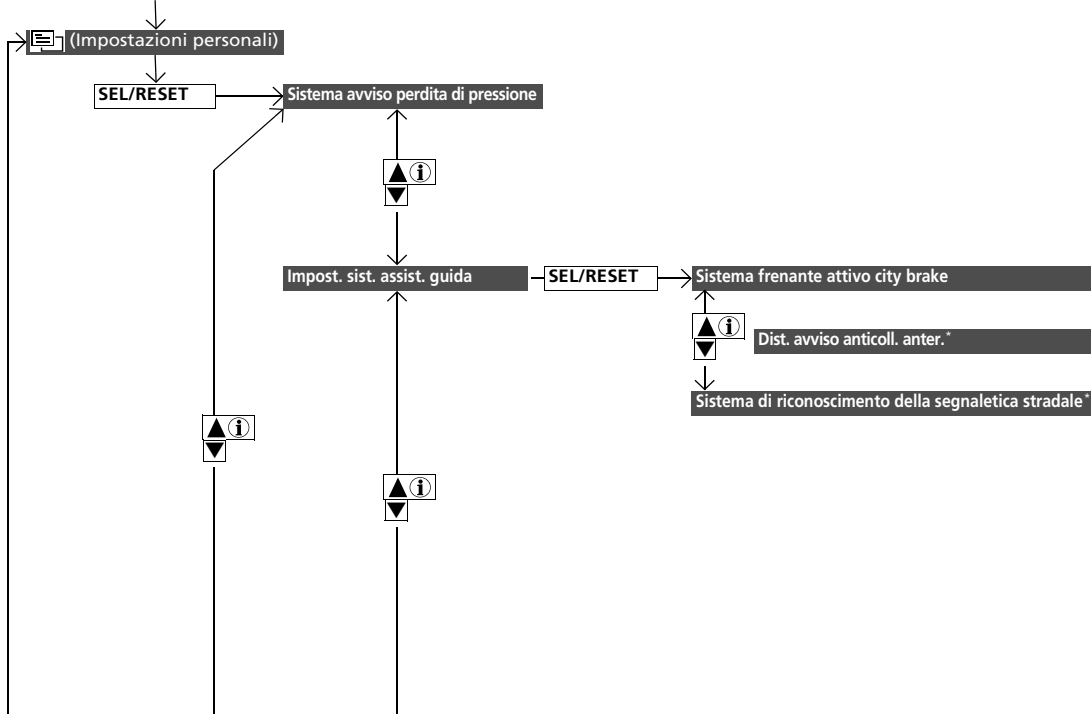 (Impostazioni personali)
SEL/RESET
Sistema avviso perdita di pressione
Impost. sist. assist. guida
SEL/RESET
Sistema frenante attivo city brake
Dist. avviso anticoll. anter.*
Sistema di riconoscimento della segnaletica stradale*